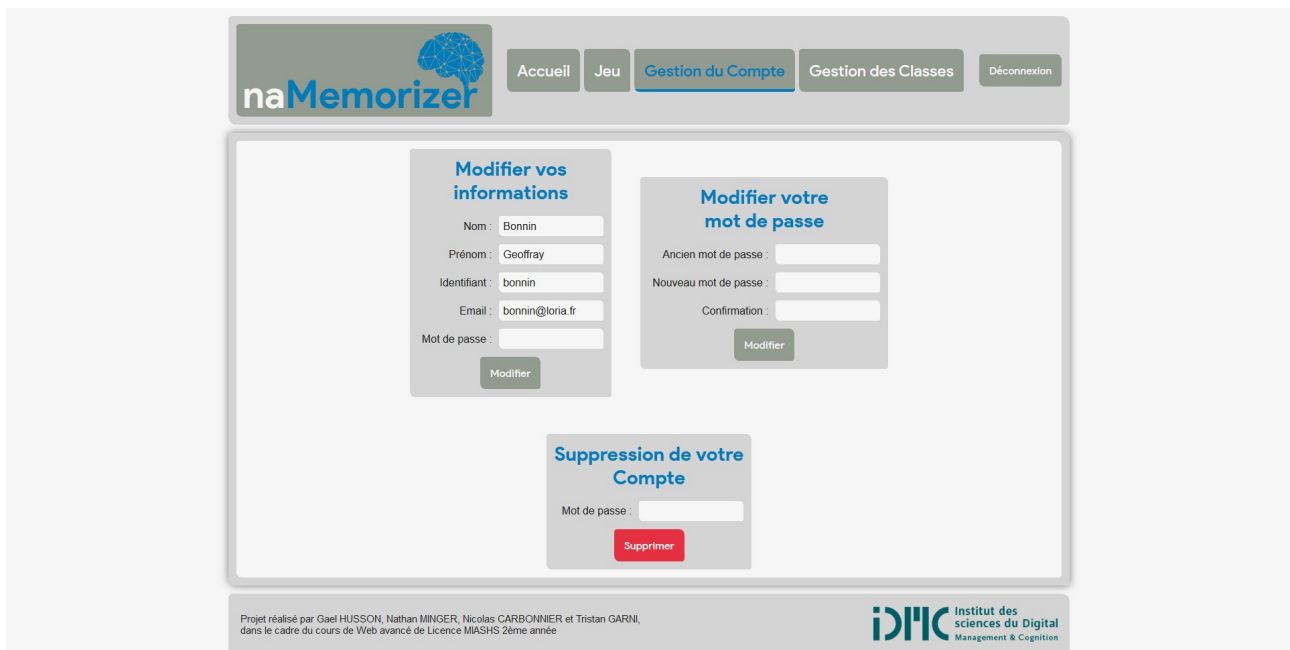 naMemorizer
Accueil
Jeu
Gestion du Compte
Gestion des Classes
Déconnexion
Modifier vos
informations
Nom : Bonnin
Prénom : Geoffray
Identifiant : bonnin
Email : bonnin@loria.fr
Mot de passe :
Modifier
Modifier votre
mot de passe
Ancien mot de passe :
Nouveau mot de passe :
Confirmation :
Modifier
Suppression de votre
Compte
Mot de passe :
Supprimer
Projet réalisé par Gael HUSSON, Nathan MINGER, Nicolas CARBONNIER et Tristan GARNI,
dans le cadre du cours de Web avancé de Licence MIASHS 2ème année
iDMC
Institut des
sciences du Digital
Management & Cognition